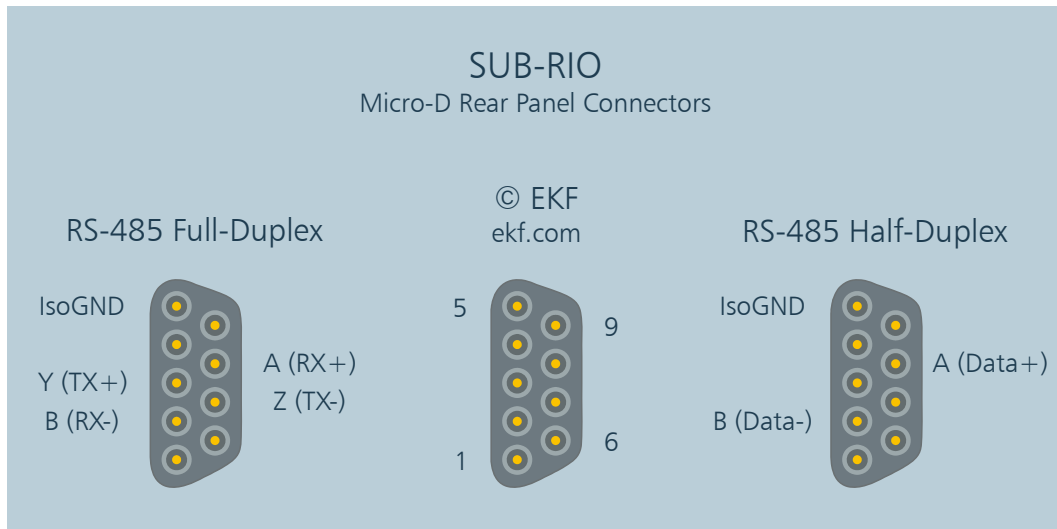 SUB-RIO
Micro-D Rear Panel Connectors
© EKF
ekf.com
RS-485 Full-Duplex
IsoGND
Y (TX+)
B (RX-)
A (RX+)
Z (TX-)
5
9
6
1
RS-485 Half-Duplex
IsoGND
A (Data+)
B (Data-)